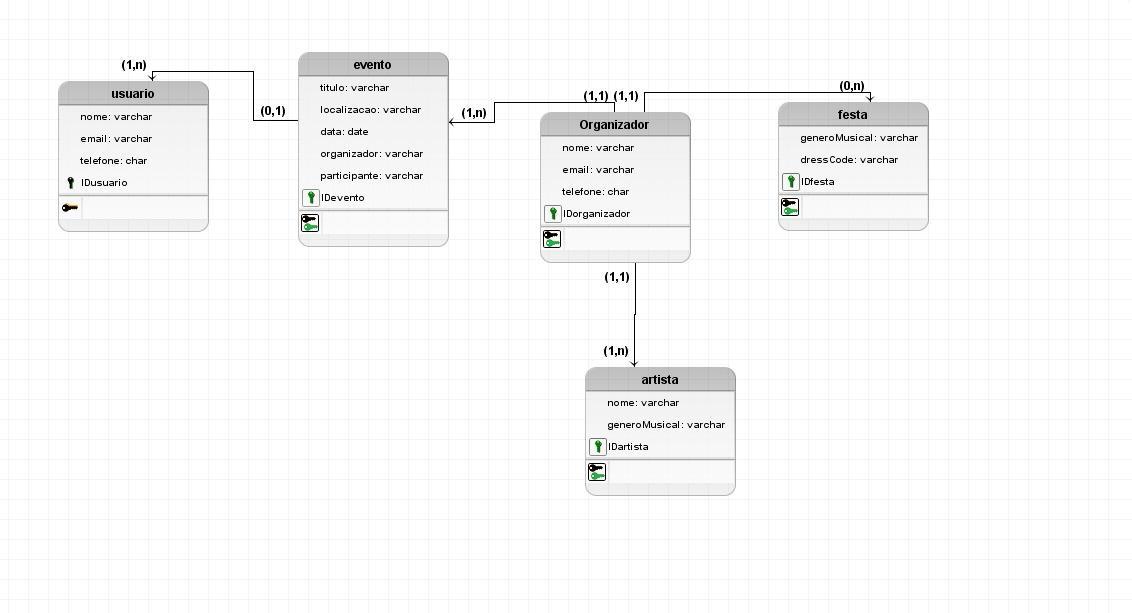 (1,n)
usuario
nome: varchar
email: varchar
telefone: char
IDusuario
(0,1)
evento
titulo: varchar
localizacao: varchar
data: date
organizador: varchar
participante: varchar
IDevento
(1,n)
(1,1) (1,1)
Organizador
nome: varchar
email: varchar
telefone: char
IDorganizador
(0,n)
festa
generoMusical: varchar
dressCode: varchar
IDfesta
(1,1)
(1,n)
artista
nome: varchar
generoMusical: varchar
IDartista